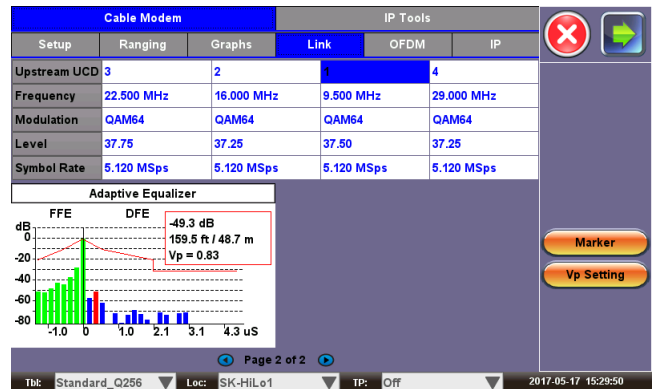 Cable Modem IP Tools
Setup Ranging Graphs Link OFDM IP
Upstream UCD 3 2 1 4
Frequency 22.500 MHz 16.000 MHz 9.500 MHz 29.000 MHz
Modulation QAM64 QAM64 QAM64 QAM64
Level 37.75 37.25 37.50 37.25
Symbol Rate 5.120 MSps 5.120 MSps 5.120 MSps 5.120 MSps
Adaptive Equalizer
FFE DFE
dB
0
-20
-40
-60
-80
-49.3 dB
159.5 ft / 48.7 m
Vp = 0.83
-1.0 0 1.0 2.1 3.1 4.3 uS
Marker
Vp Setting
Page 2 of 2
Tbl: Standard_Q256 Loc: SK-HiLo1 TP: Off 2017-05-17 15:29:50